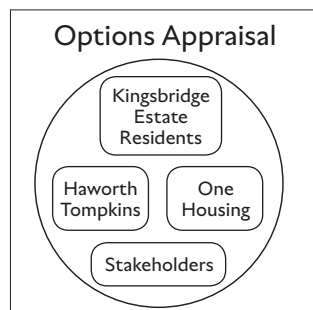 Options Appraisal
Kingsbridge
Estate
Residents
Haworth
Tompkins
One
Housing
Stakeholders